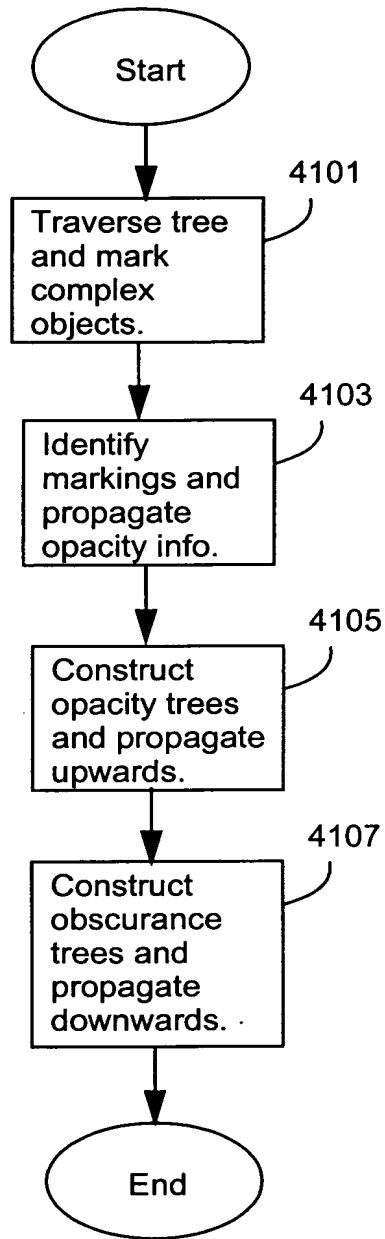 Start
4101
Traverse tree
and mark
complex
objects.
4103
Identify
markings and
propagate
opacity info.
4105
Construct
opacity trees
and propagate
upwards.
4107
Construct
obscurance
trees and
propagate
downwards.
End